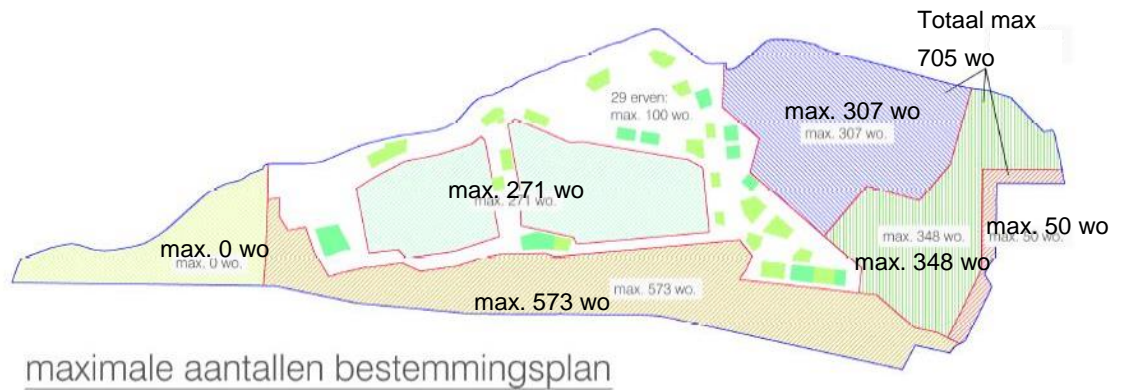 Totaal max
705 wo
29 erven:
max. 100 wo.
max. 307 wo
max. 307 wo.
max. 271 wo
max. 271 wo.
max. 0 wo
max. 0 wo.
max. 50 wo
max. 50 wo.
max. 348 wo.
max. 348 wo
max. 573 wo.
max. 573 wo
maximale aantallen bestemmingsplan